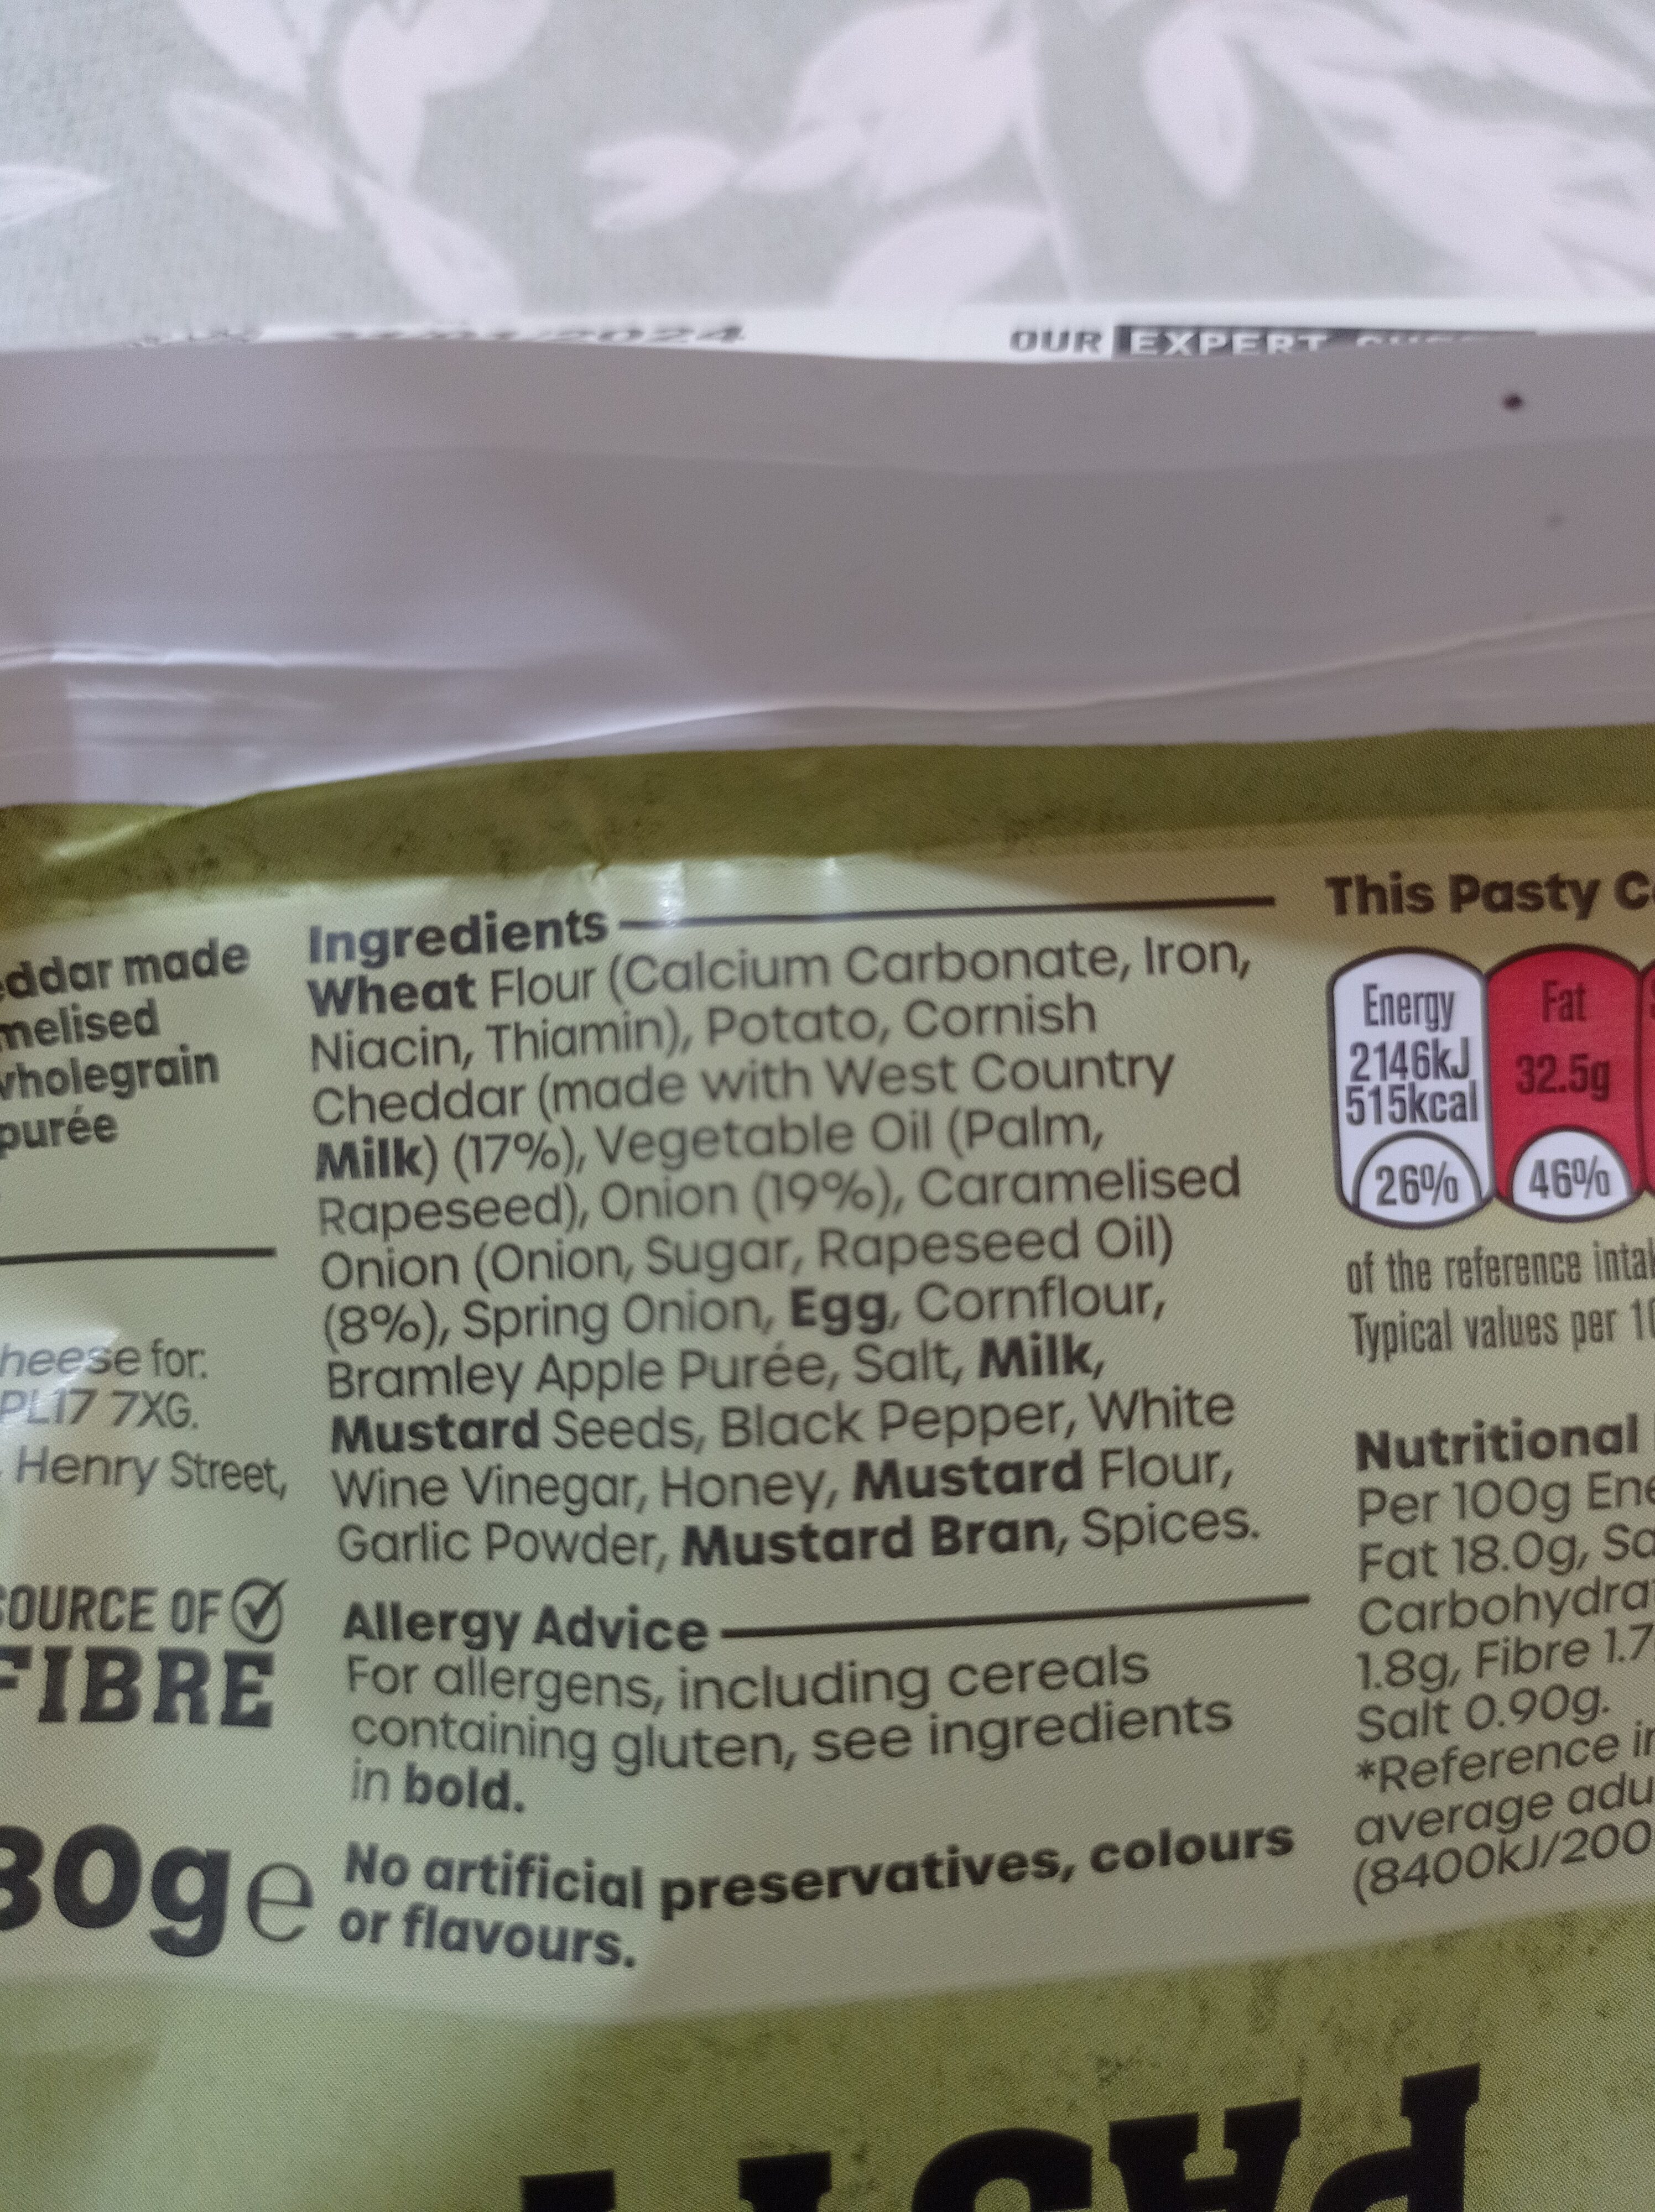 2024
OUR EXPERT
eddar made
melised
wholegrain
purée
heese for:
PL17 7XG.
Henry Street,
SOURCE OF
FIBRE
80g e
Ingredients
Wheat Flour (Calcium Carbonate, Iron,
Niacin, Thiamin), Potato, Cornish
Cheddar (made with West Country
Milk) (17%), Vegetable Oil (Palm,
Rapeseed), Onion (19%), Caramelised
Onion (Onion, Sugar, Rapeseed Oil)
(8%), Spring Onion, Egg, Cornflour,
Bramley Apple Purée, Salt, Milk,
Mustard Seeds, Black Pepper, White
Wine Vinegar, Honey, Mustard Flour,
Garlic Powder, Mustard Bran, Spices.
Allergy Advice
For allergens, including cereals
containing gluten, see ingredients
in bold.
No artificial preservatives, colours
or flavours.
This Pasty C
Energy
2146kJ
515kcal
26%
Fat
32.5g
46%
of the reference intak
Typical values per 10
Nutritional
Per 100g Ene
Fat 18.0g, Sa
Carbohydra
1.8g, Fibre 1.7
Salt 0.90g.
*Reference in
average adu
(8400kJ/200
PAST